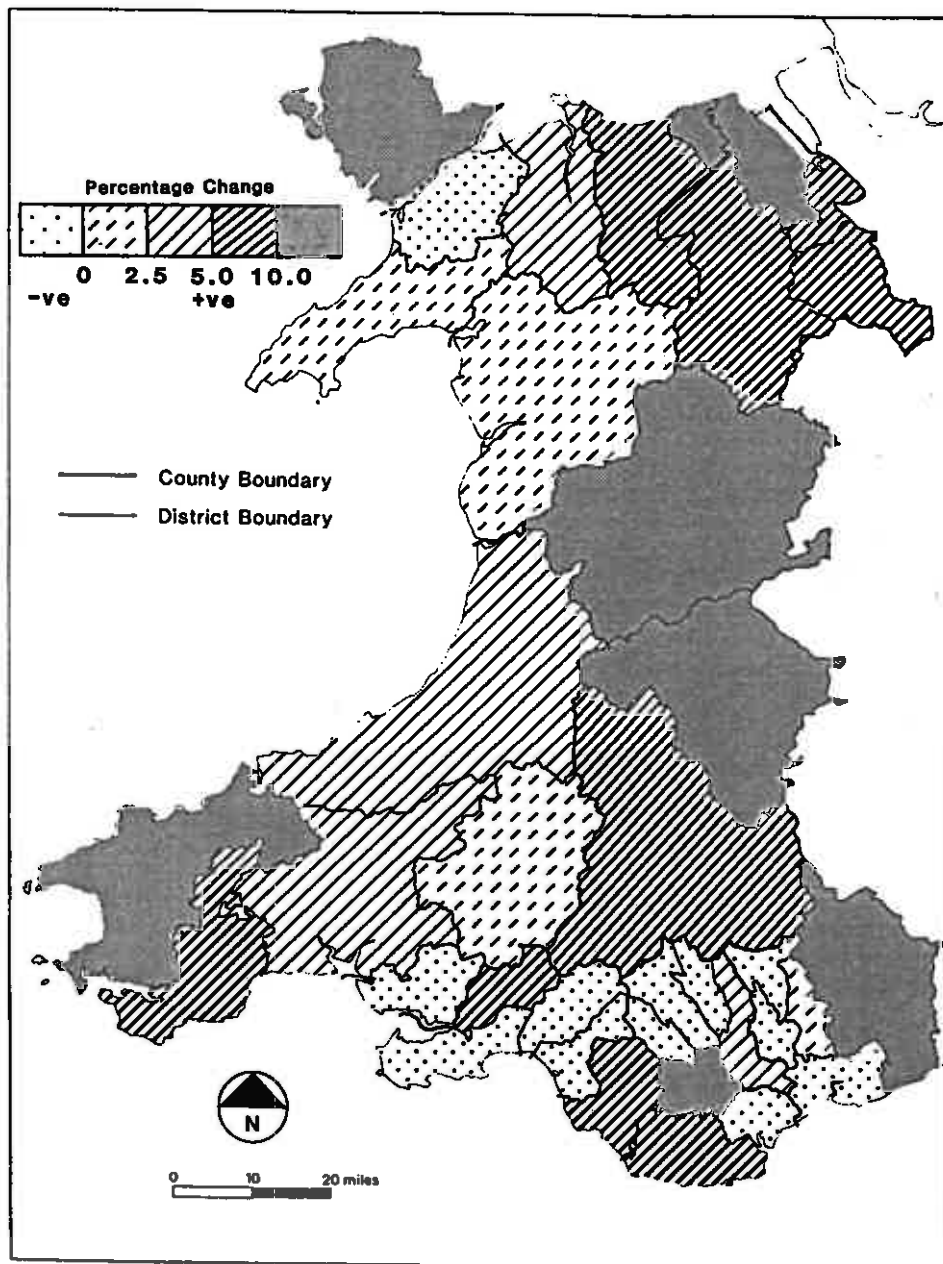 Percentage Change
0 2.5 5.0 10.0
-ve +ve
County Boundary
District Boundary
N
0 10 20 miles